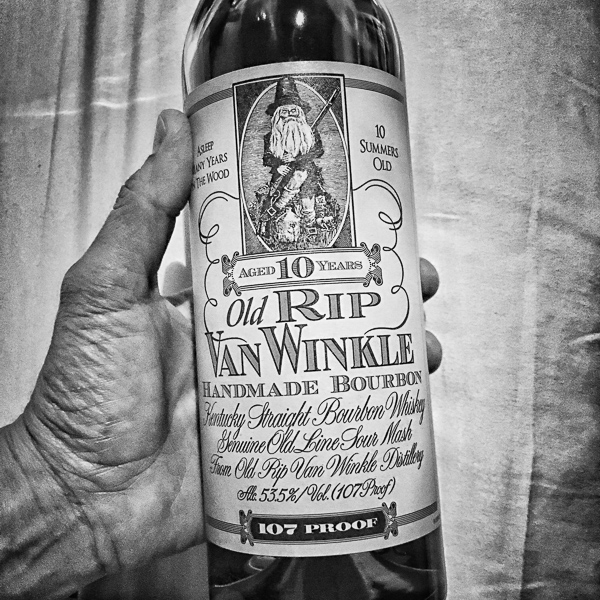 ASLEEP
MANY YEARS
IN THE WOOD
10
SUMMERS
OLD
AGED 10 YEARS
Old RIP
VAN WINKLE
HANDMADE BOURBON
Kentucky Straight Bourbon Whiskey
Genuine Old Line Sour Mash
From Old Rip Van Winkle Distillery
Alc. 53.5%/Vol. (107 Proof)
107 PROOF